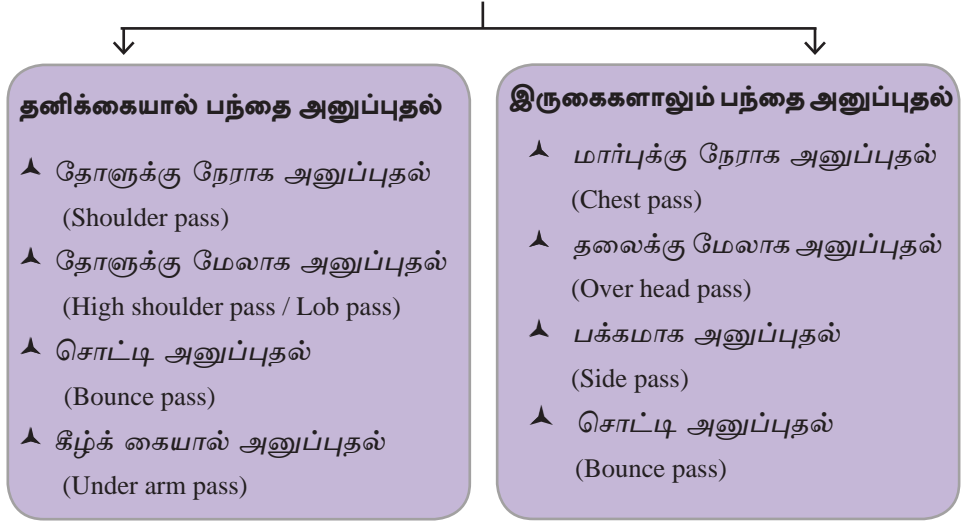 தனிக்கையால் பந்தை அனுப்புதல்
தோளுக்கு நேராக அனுப்புதல்
(Shoulder pass)
தோளுக்கு மேலாக அனுப்புதல்
(High shoulder pass / Lob pass)
சொட்டி அனுப்புதல்
(Bounce pass)
கீழ்க் கையால் அனுப்புதல்
(Under arm pass)
இருகைகளாலும் பந்தை அனுப்புதல்
மார்புக்கு நேராக அனுப்புதல்
(Chest pass)
தலைக்கு மேலாக அனுப்புதல்
(Over head pass)
பக்கமாக அனுப்புதல்
(Side pass)
சொட்டி அனுப்புதல்
(Bounce pass)